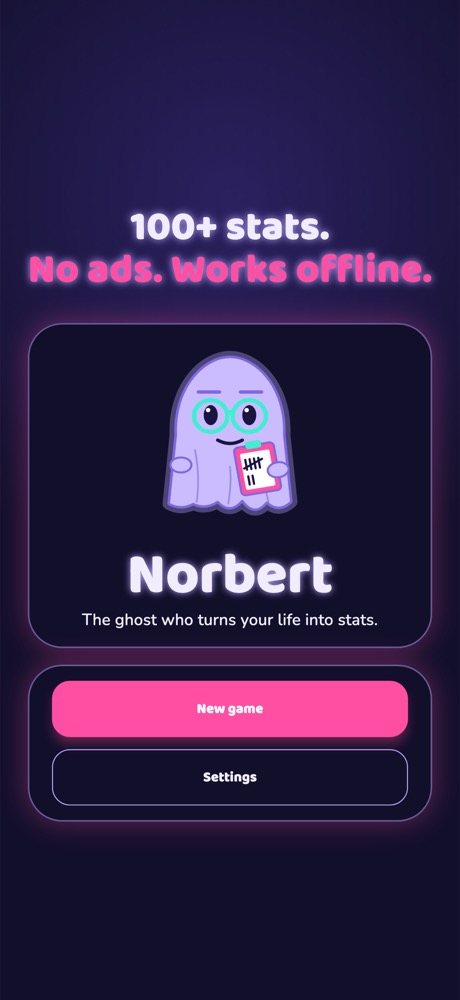 100+ stats.
No ads. Works offline.
Norbert
The ghost who turns your life into stats.
New game
Settings